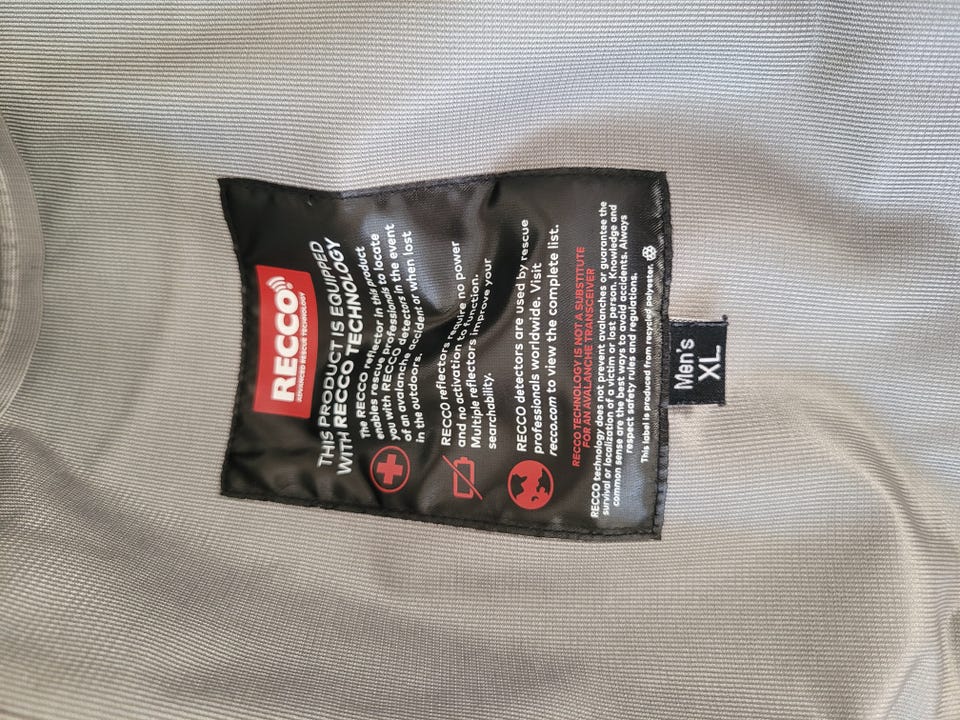 RECCO®
ADVANCED RESCUE TECHNOLOGY
THIS PRODUCT IS EQUIPPED
WITH RECCO TECHNOLOGY
The RECCO reflector in this product
enables rescue professionals to locate
you with RECCO detectors in the event
of an avalanche accident or when lost
in the outdoors.
RECCO reflectors require no power
and no activation to function.
Multiple reflectors improve your
searchability.
RECCO detectors are used by rescue
professionals worldwide. Visit
recco.com to view the complete list.
RECCO TECHNOLOGY IS NOT A SUBSTITUTE
FOR AN AVALANCHE TRANSCEIVER
RECCO technology does not prevent avalanches or guarantee the
survival or localization of a victim or lost person. Knowledge and
common sense are the best ways to avoid accidents. Always
respect safety rules and regulations.
This label is produced from recycled polyester.
Men's
XL